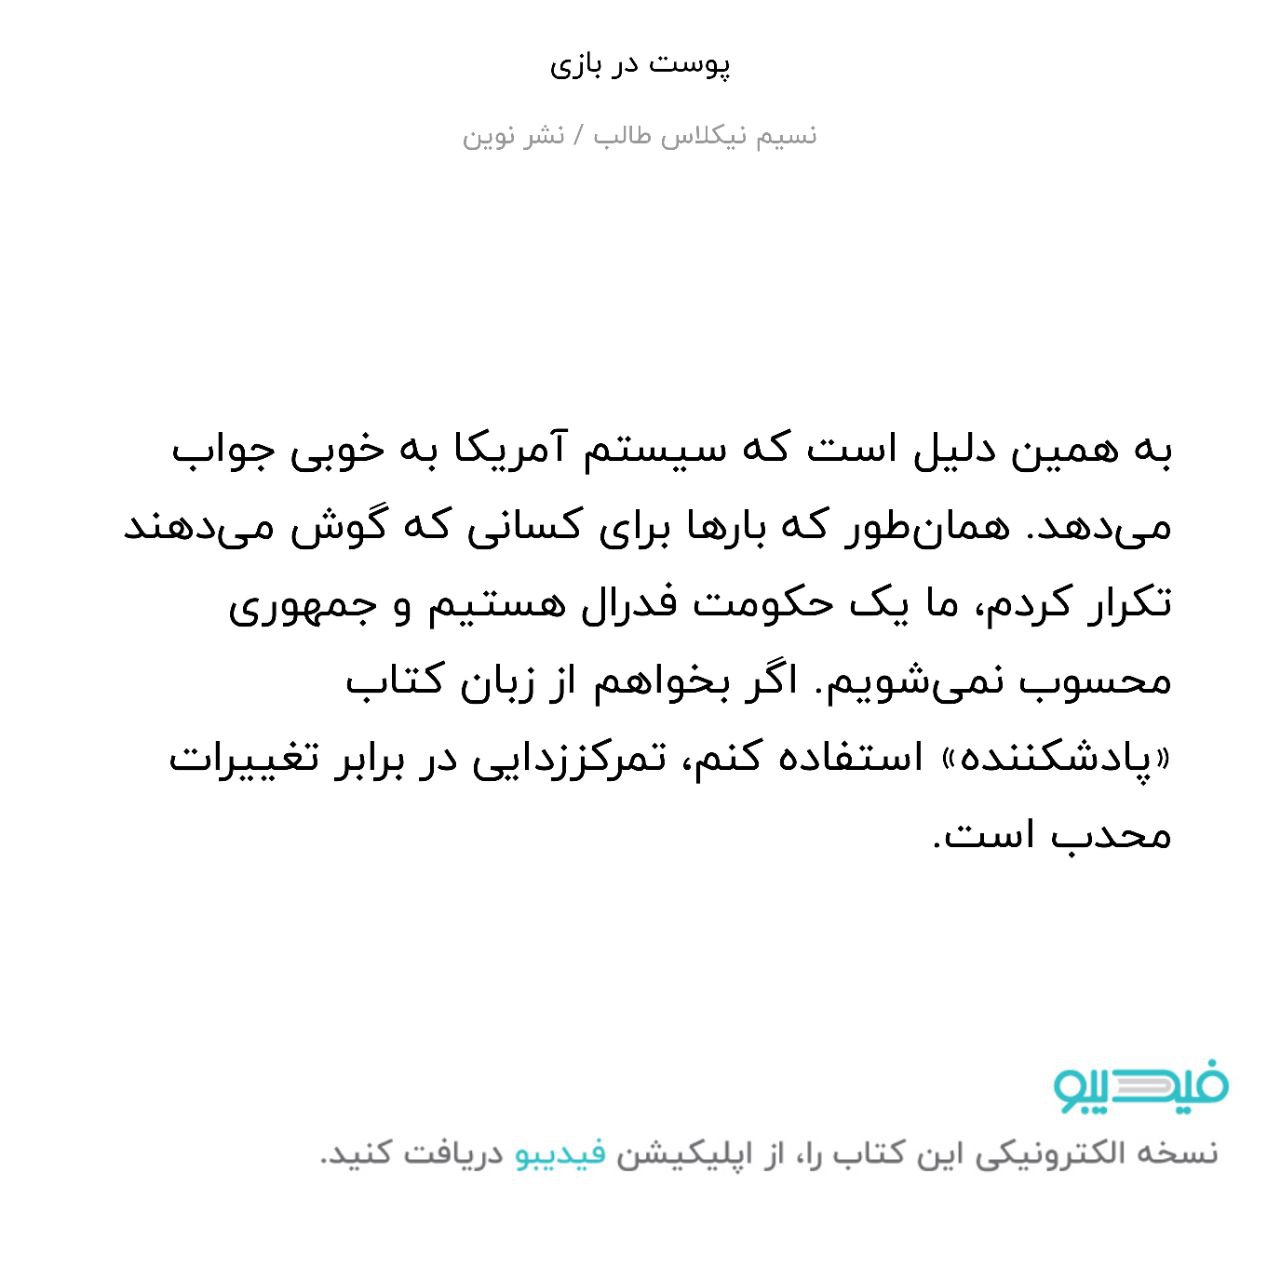 پوست در بازی
نسیم نیکلاس طالب / نشر نوین
به همین دلیل است که سیستم آمریکا به خوبی جواب
می‌دهد. همان‌طور که بارها برای کسانی که گوش می‌دهند
تکرار کردم، ما یک حکومت فدرال هستیم و جمهوری
محسوب نمی‌شویم. اگر بخواهم از زبان کتاب
«پادشکننده» استفاده کنم، تمرکززدایی در برابر تغییرات
محدب است.
فیدیبو
نسخه الکترونیکی این کتاب را، از اپلیکیشن فیدیبو دریافت کنید.